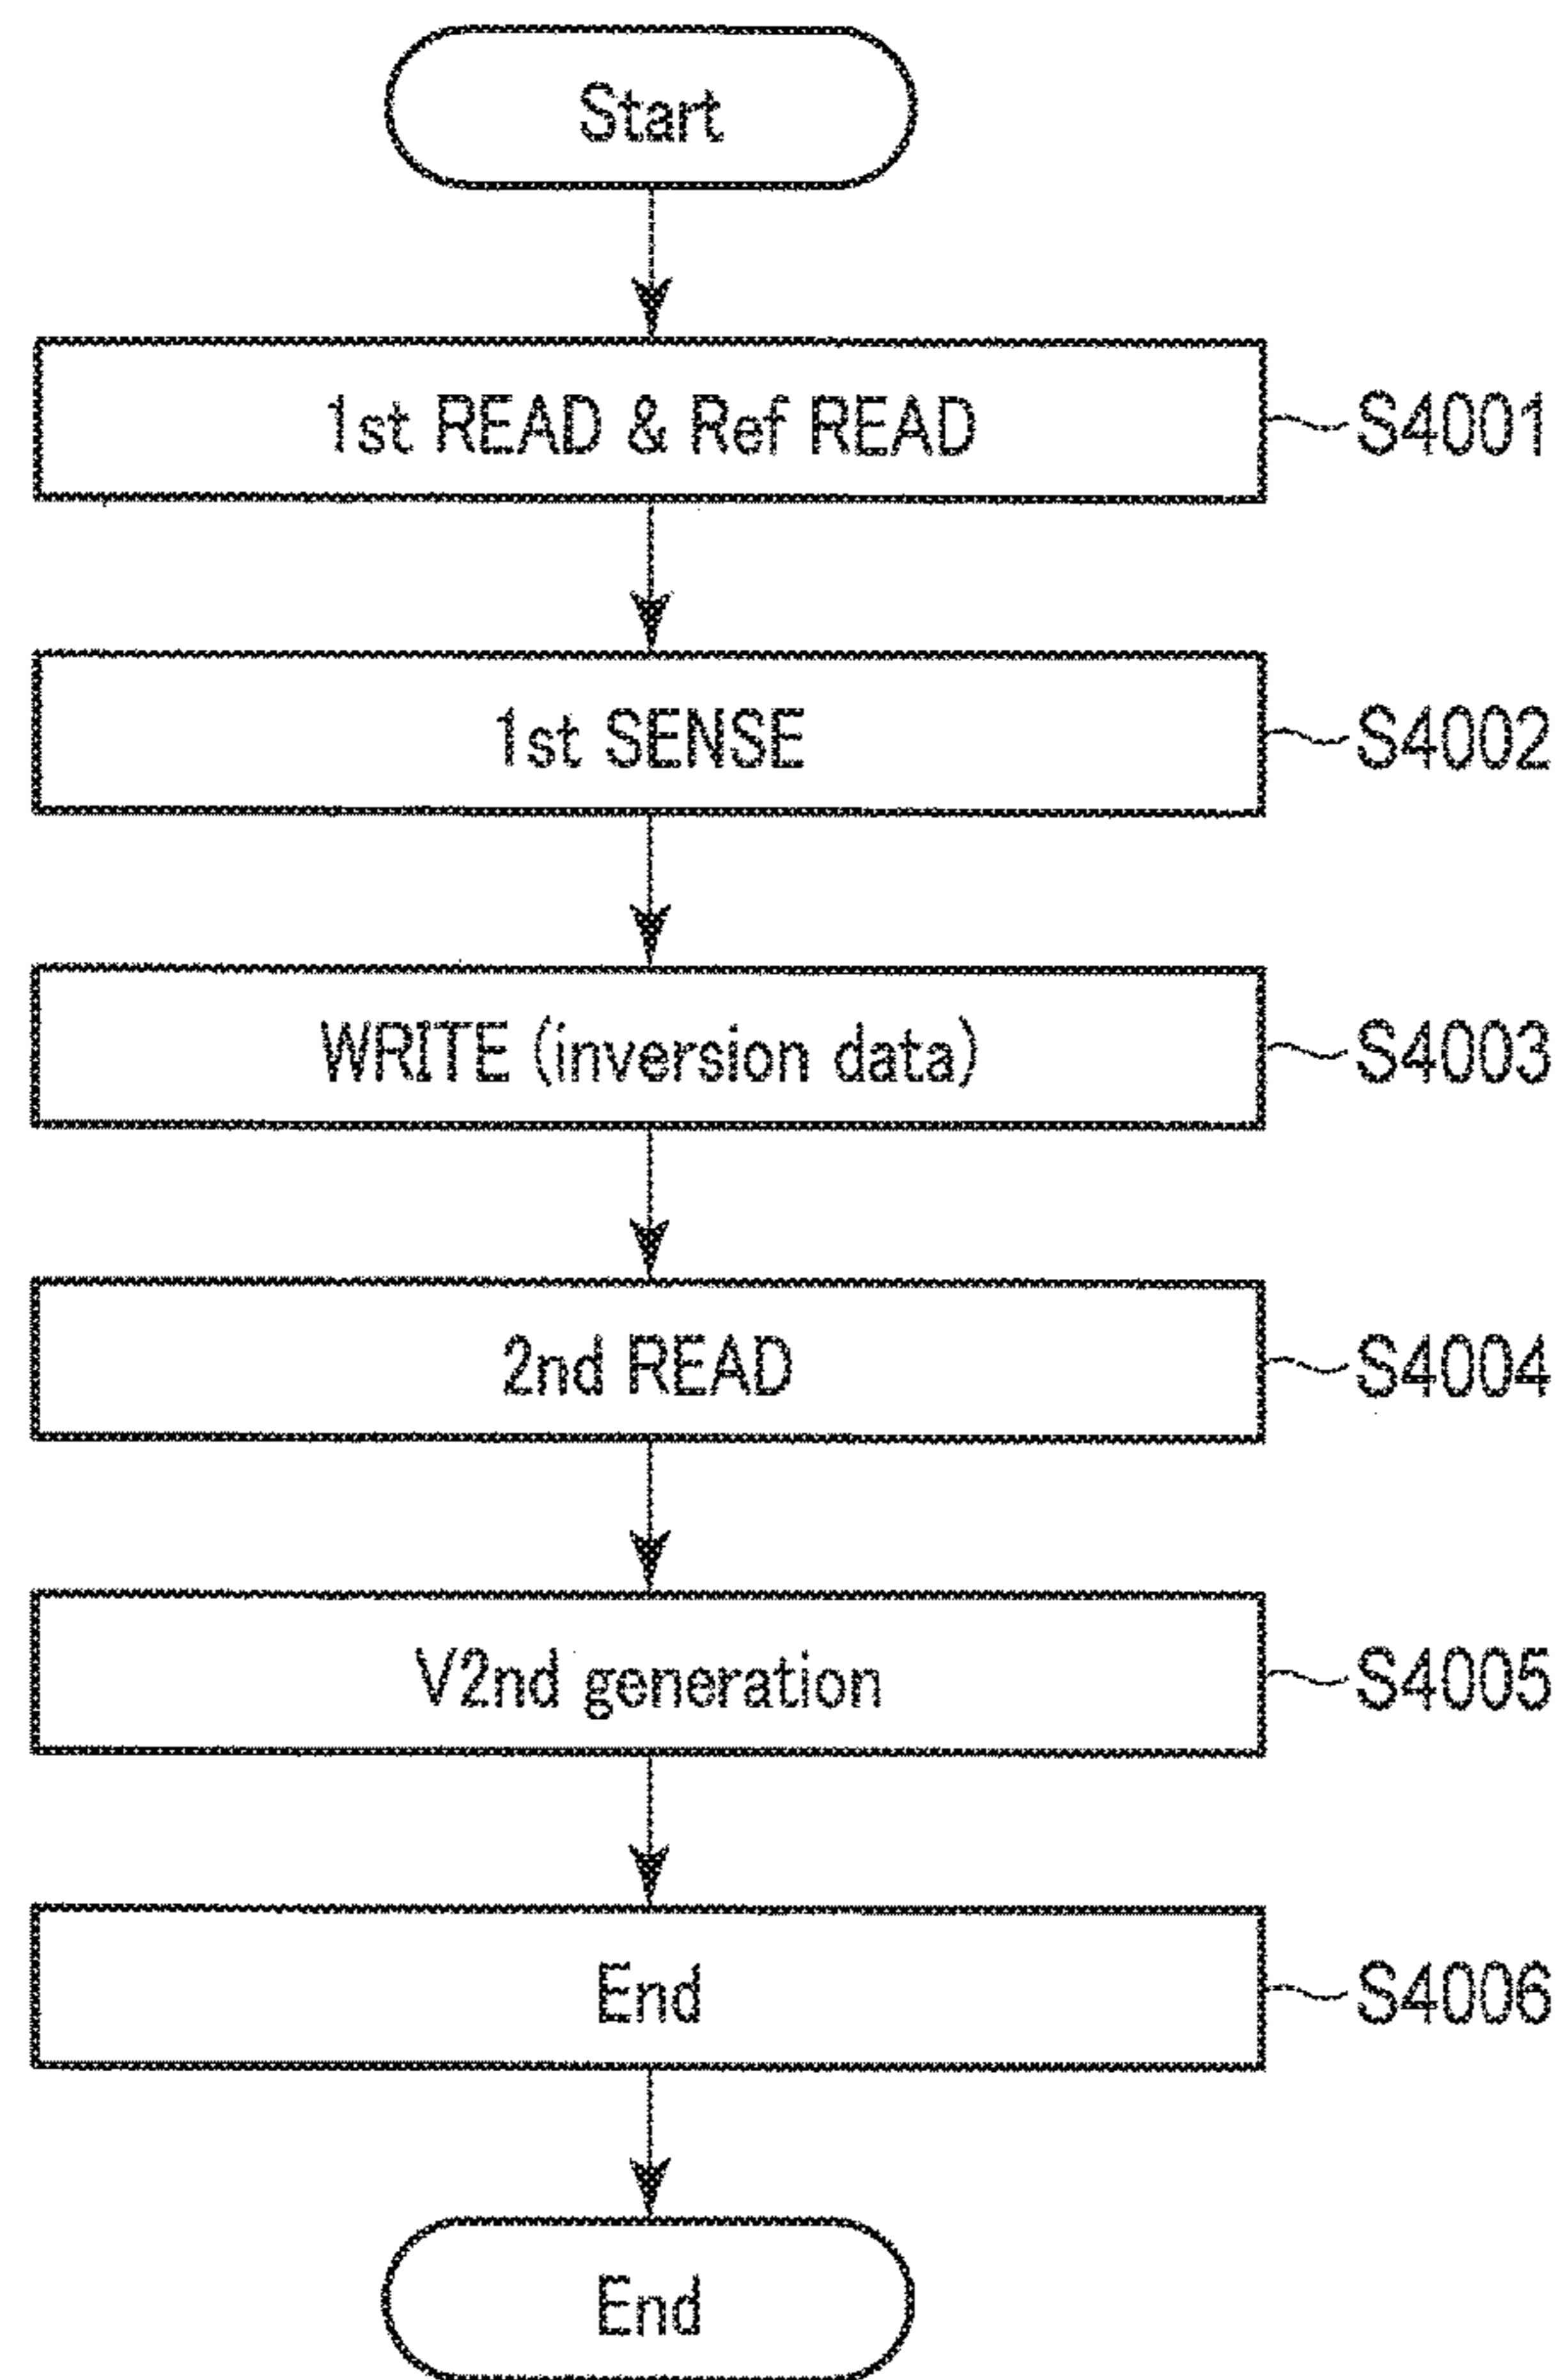 Start
1st READ & Ref READ
S4001
1st SENSE
S4002
WRITE (inversion data)
S4003
2nd READ
S4004
V2nd generation
S4005
End
S4006
End